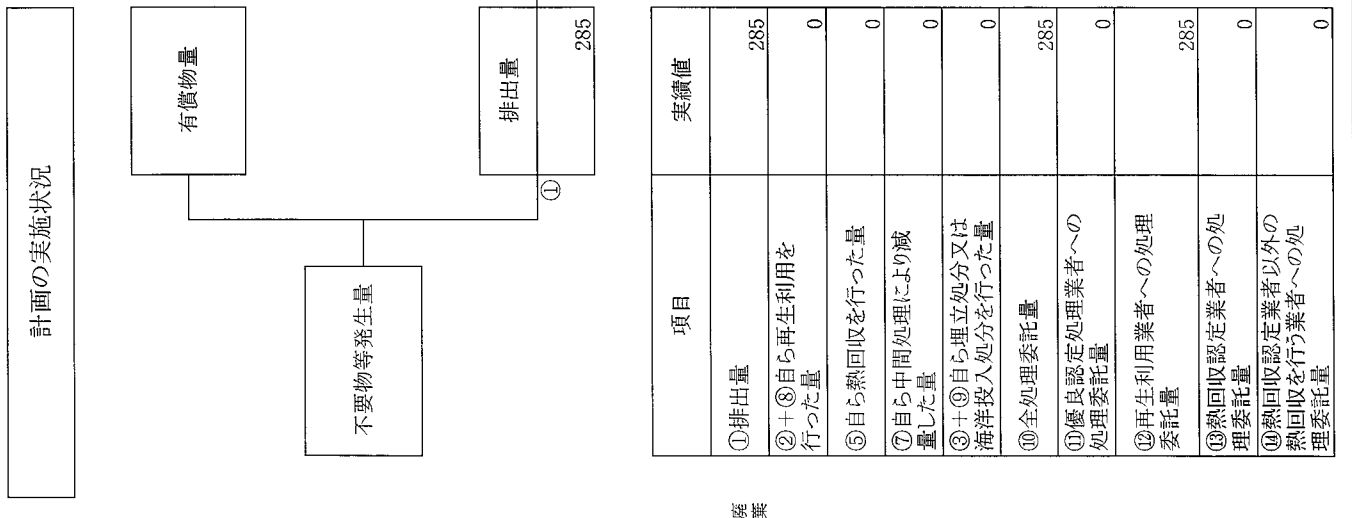 計画の実施状況
有償物量
不要物等発生量
排出量
285
①
項目
実績値
①排出量
285
②+⑧自ら再生利用を
行った量
0
⑤自ら熱回収を行った量
0
⑦自ら中間処理により減
量した量
0
③+⑨自ら埋立処分又は
海洋投入処分を行った量
0
⑩全処理委託量
285
⑪優良認定処理業者への
処理委託量
0
⑫再生利用業者への処理
委託量
285
⑬熱回収認定業者への処
理委託量
0
⑭熱回収認定業者以外の
熱回収を行う業者への処
理委託量
0
廃
棄